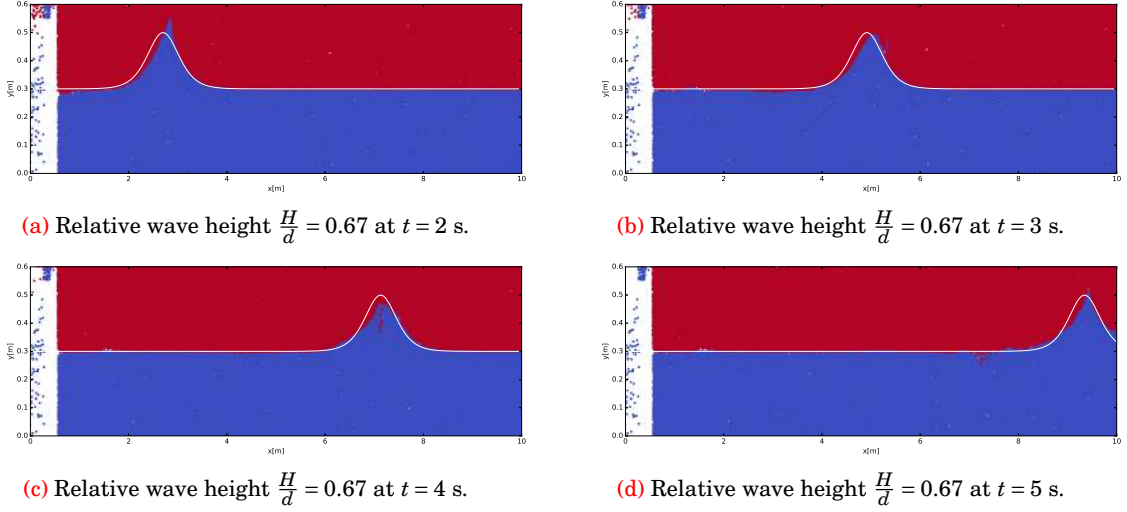 0.6
0.5
0.4
0.3
0.2
0.1
0.0
y[m]
0 2 4 6 8 10
x[m]
(a) Relative wave height H/d = 0.67 at t = 2 s.
0.6
0.5
0.4
0.3
0.2
0.1
0.0
y[m]
0 2 4 6 8 10
x[m]
(b) Relative wave height H/d = 0.67 at t = 3 s.
0.6
0.5
0.4
0.3
0.2
0.1
0.0
y[m]
0 2 4 6 8 10
x[m]
(c) Relative wave height H/d = 0.67 at t = 4 s.
0.6
0.5
0.4
0.3
0.2
0.1
0.0
y[m]
0 2 4 6 8 10
x[m]
(d) Relative wave height H/d = 0.67 at t = 5 s.